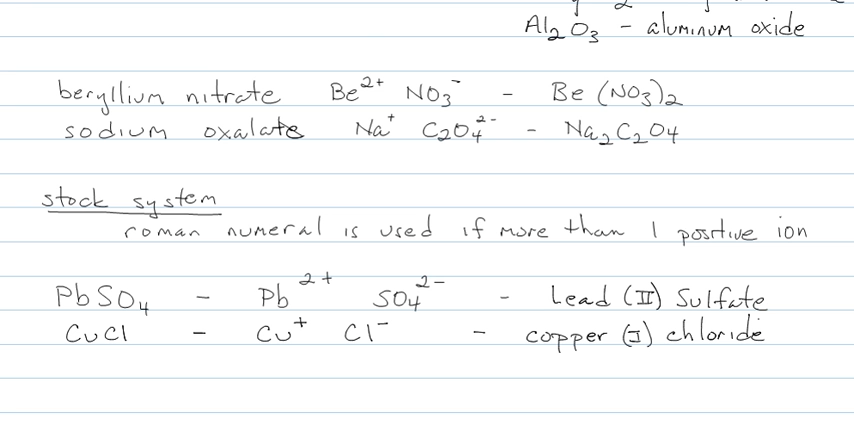 Al₂O₃ - aluminum oxide
beryllium nitrate Be²⁺ NO₃⁻ - Be(NO₃)₂
sodium oxalate Na⁺ C₂O₄²⁻ - Na₂C₂O₄
stock system
roman numeral is used if more than 1 positive ion
PbSO₄ - Pb²⁺ SO₄²⁻ - Lead (II) Sulfate
CuCl - Cu⁺ Cl⁻ - copper (I) chloride